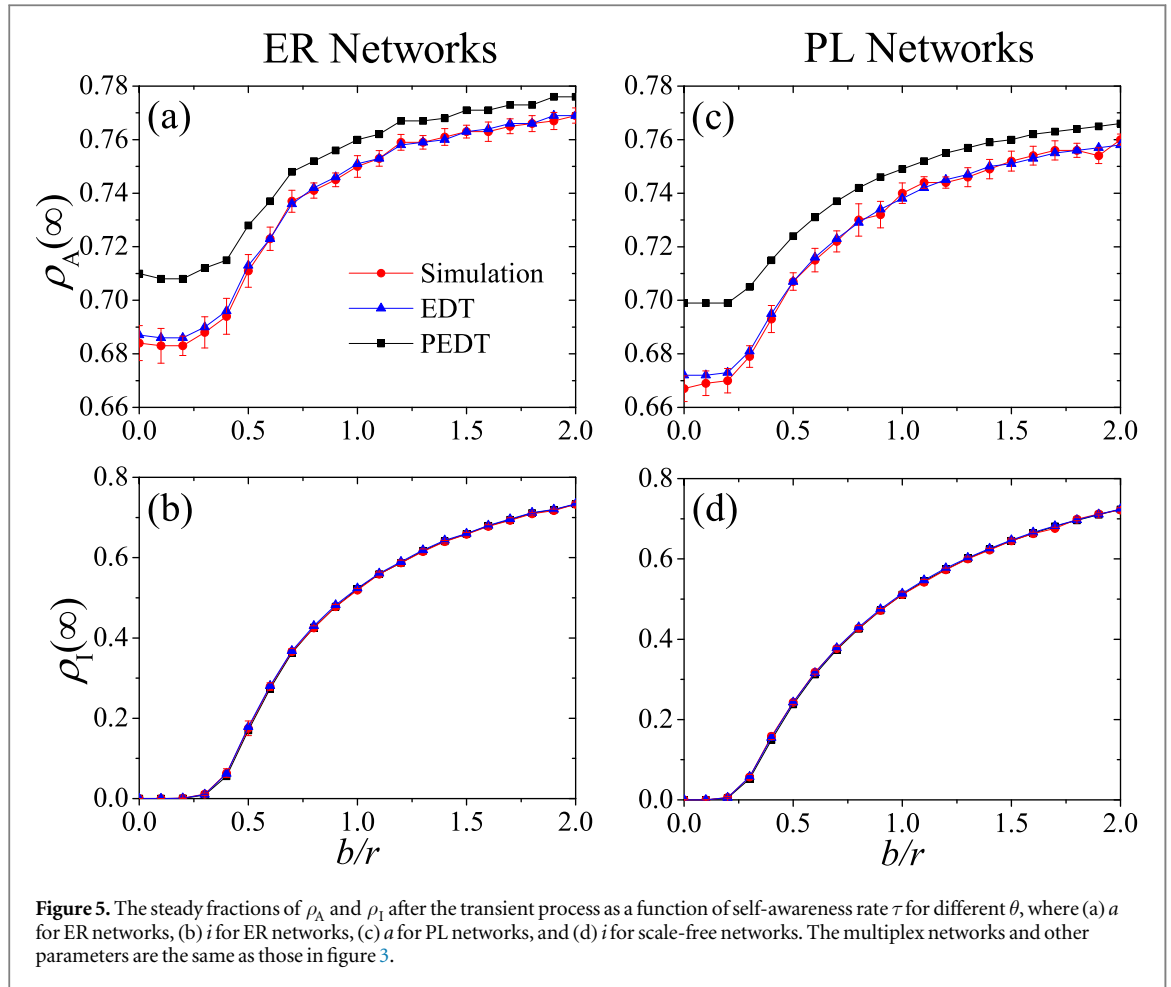 ER Networks
PL Networks
(a)
0.78
0.76
0.74
0.72
0.70
0.68
0.66
ρA(∞)
Simulation
EDT
PEDT
0.0 0.5 1.0 1.5 2.0
(c)
0.78
0.76
0.74
0.72
0.70
0.68
0.66
0.0 0.5 1.0 1.5 2.0
(b)
0.8
0.6
0.4
0.2
0.0
ρI(∞)
0.0 0.5 1.0 1.5 2.0
b/r
(d)
0.8
0.6
0.4
0.2
0.0
0.0 0.5 1.0 1.5 2.0
b/r
Figure 5. The steady fractions of ρA and ρI after the transient process as a function of self-awareness rate τ for different θ, where (a) a
for ER networks, (b) i for ER networks, (c) a for PL networks, and (d) i for scale-free networks. The multiplex networks and other
parameters are the same as those in figure 3.